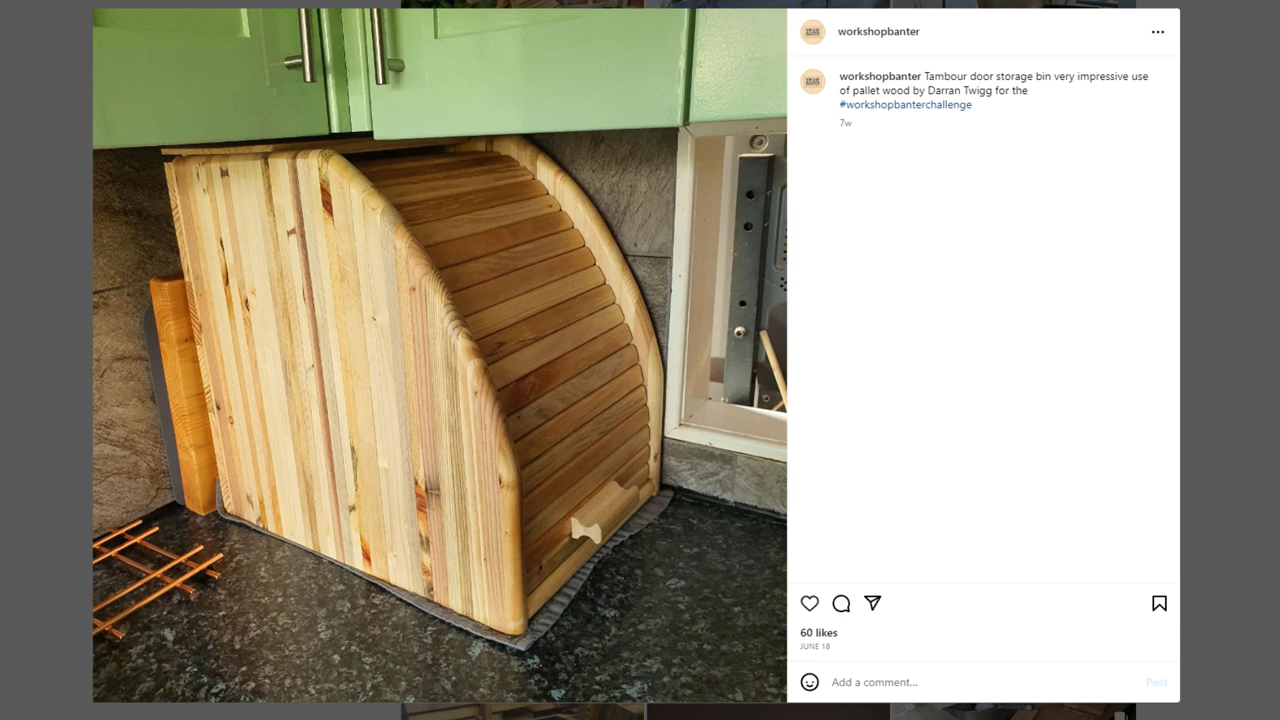 workshopbanter
workshopbanter Tambour door storage bin very impressive use
of pallet wood by Darran Twigg for the
#workshopbanterchallenge
7w
60 likes
JUNE 18
Add a comment...
Post